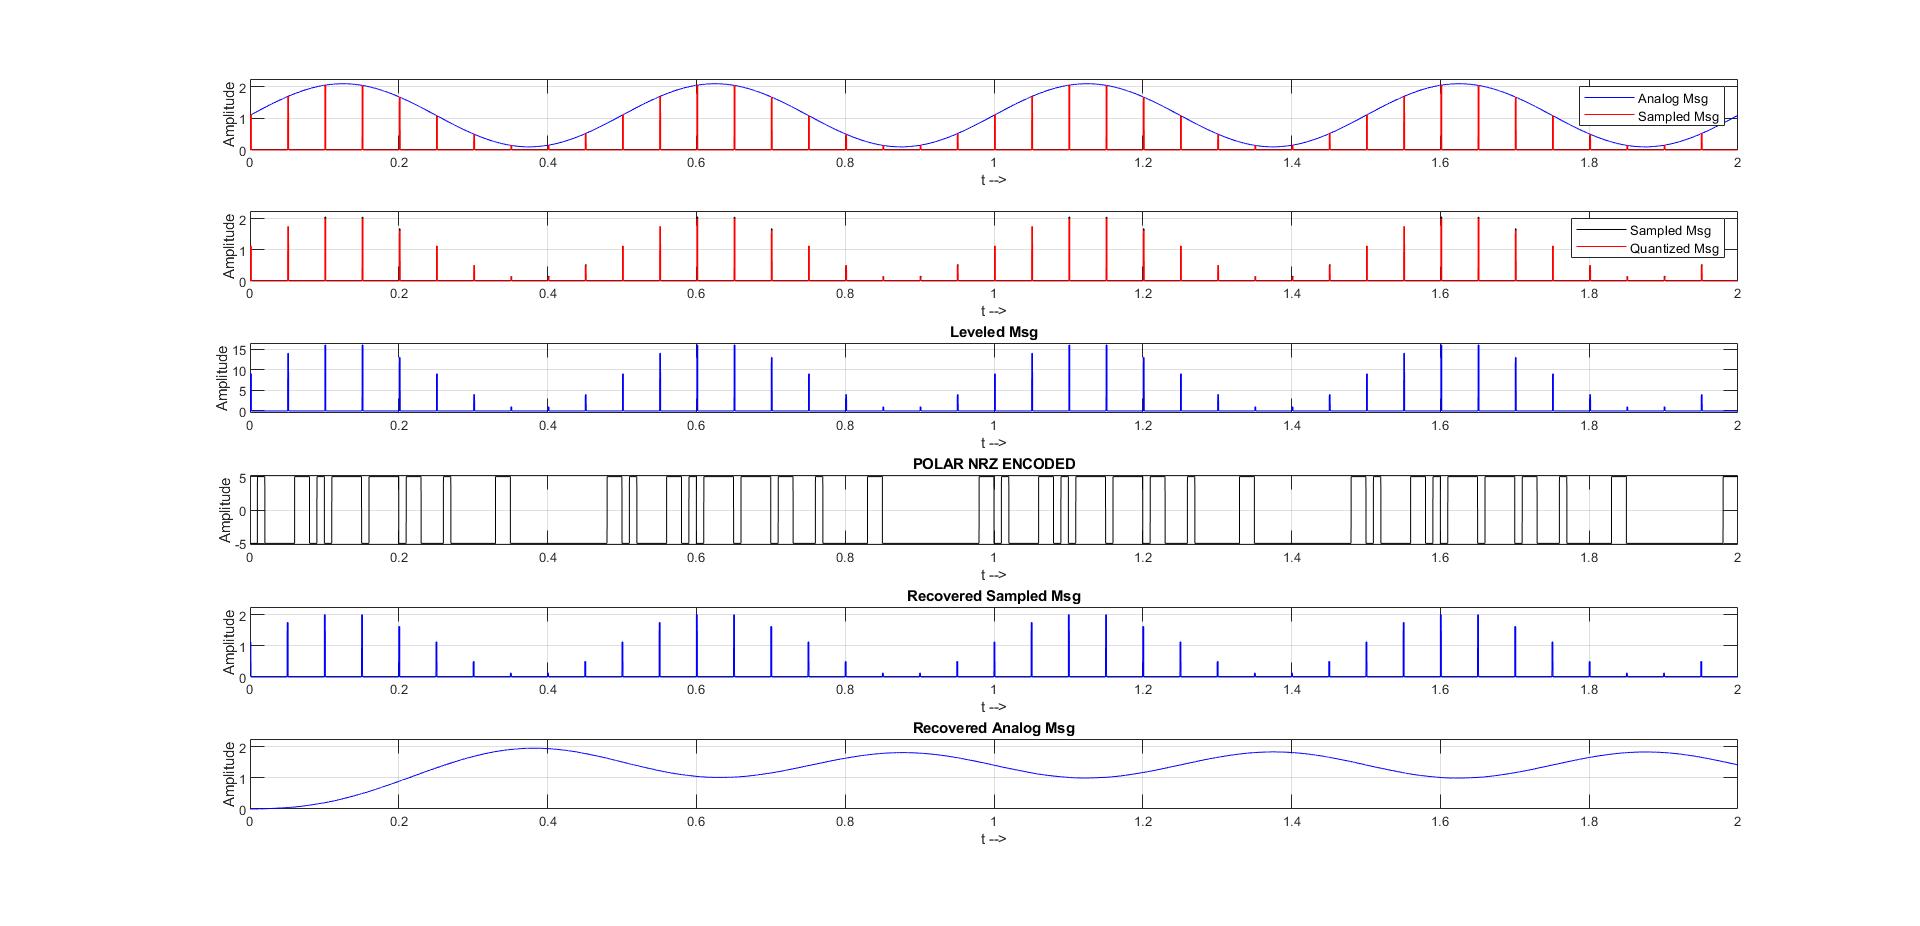 Amplitude
2
1
0
Analog Msg
Sampled Msg
0 0.2 0.4 0.6 0.8 1 1.2 1.4 1.6 1.8 2
t -->
Amplitude
2
1
0
Sampled Msg
Quantized Msg
0 0.2 0.4 0.6 0.8 1 1.2 1.4 1.6 1.8 2
t -->
Leveled Msg
Amplitude
15
10
5
0
0 0.2 0.4 0.6 0.8 1 1.2 1.4 1.6 1.8 2
t -->
POLAR NRZ ENCODED
Amplitude
5
0
-5
0 0.2 0.4 0.6 0.8 1 1.2 1.4 1.6 1.8 2
t -->
Recovered Sampled Msg
Amplitude
2
1
0
0 0.2 0.4 0.6 0.8 1 1.2 1.4 1.6 1.8 2
t -->
Recovered Analog Msg
Amplitude
2
1
0
0 0.2 0.4 0.6 0.8 1 1.2 1.4 1.6 1.8 2
t -->